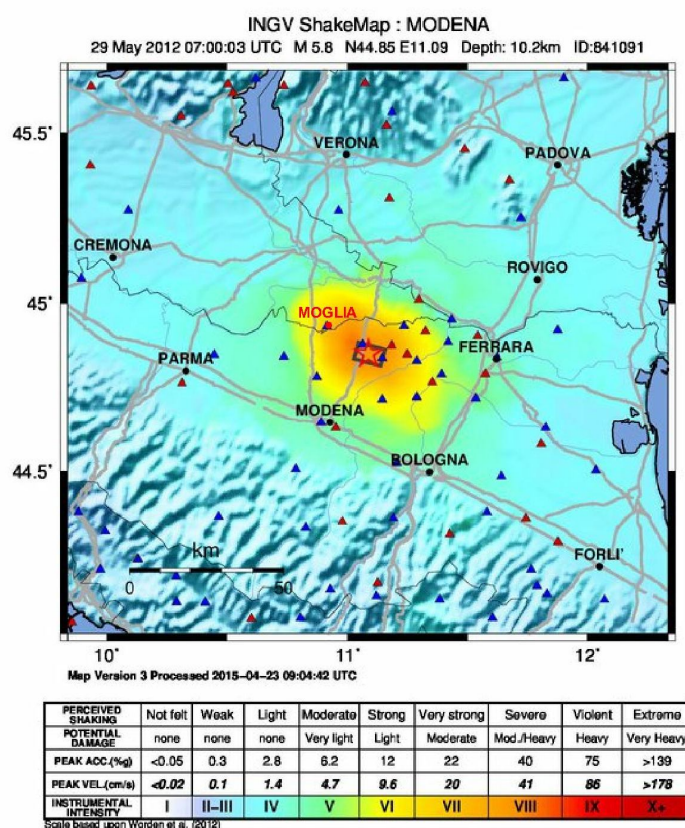 INGV ShakeMap : MODENA
29 May 2012 07:00:03 UTC M 5.8 N44.85 E11.09 Depth: 10.2km ID:841091
45.5˚
VERONA
PADOVA
CREMONA
ROVIGO
45˚
MOGLIA
FERRARA
PARMA
MODENA
44.5˚
BOLOGNA
km
FORLI'
0 50
10˚ 11˚ 12˚
Map Version 3 Processed 2015-04-23 09:04:42 UTC
PERCEIVED SHAKING Not felt Weak Light Moderate Strong Very strong Severe Violent Extreme
POTENTIAL DAMAGE none none none Very light Light Moderate Mod./Heavy Heavy Very Heavy
PEAK ACC.(%g) <0.05 0.3 2.8 6.2 12 22 40 75 >139
PEAK VEL.(cm/s) <0.02 0.1 1.4 4.7 9.6 20 41 86 >178
INSTRUMENTAL INTENSITY I II-III IV V VI VII VIII IX X+
Scale based upon Worden et al. (2012)